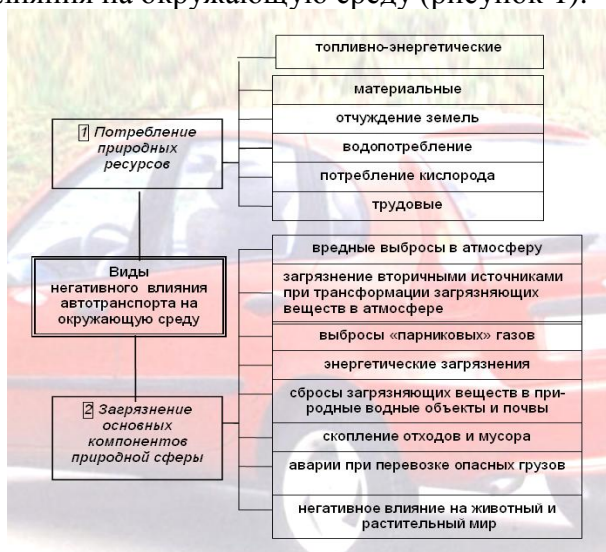 лияния на окружающую среду (рисунок 1).
топливно-энергетические
материальные
отчуждение земель
водопотребление
потребление кислорода
трудовые
1 Потребление
природных
ресурсов
Виды
негативного влияния
автотранспорта на
окружающую среду
вредные выбросы в атмосферу
загрязнение вторичными источниками
при трансформации загрязняющих
веществ в атмосфере
выбросы «парниковых» газов
энергетические загрязнения
сбросы загрязняющих веществ в при-
родные водные объекты и почвы
скопление отходов и мусора
аварии при перевозке опасных грузов
негативное влияние на животный и
растительный мир
2 Загрязнение
основных
компонентов
природной сферы